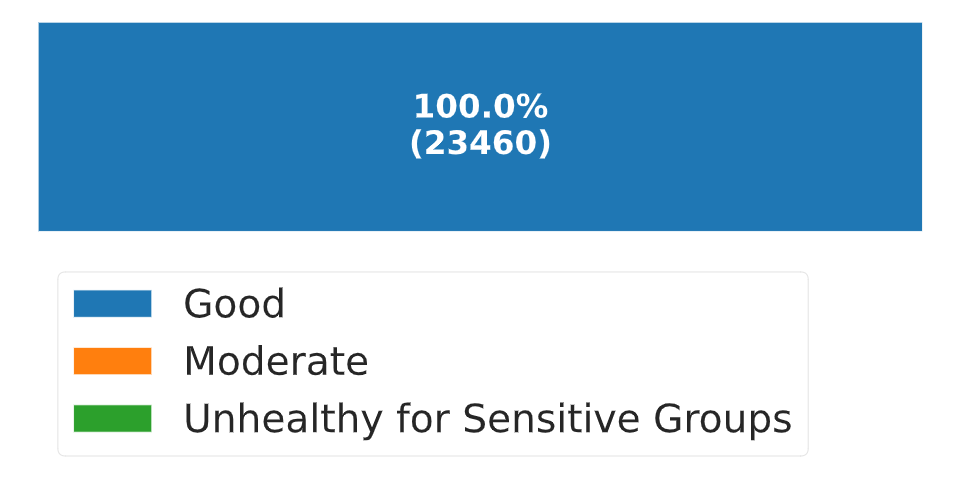 100.0%
(23460)
Good
Moderate
Unhealthy for Sensitive Groups